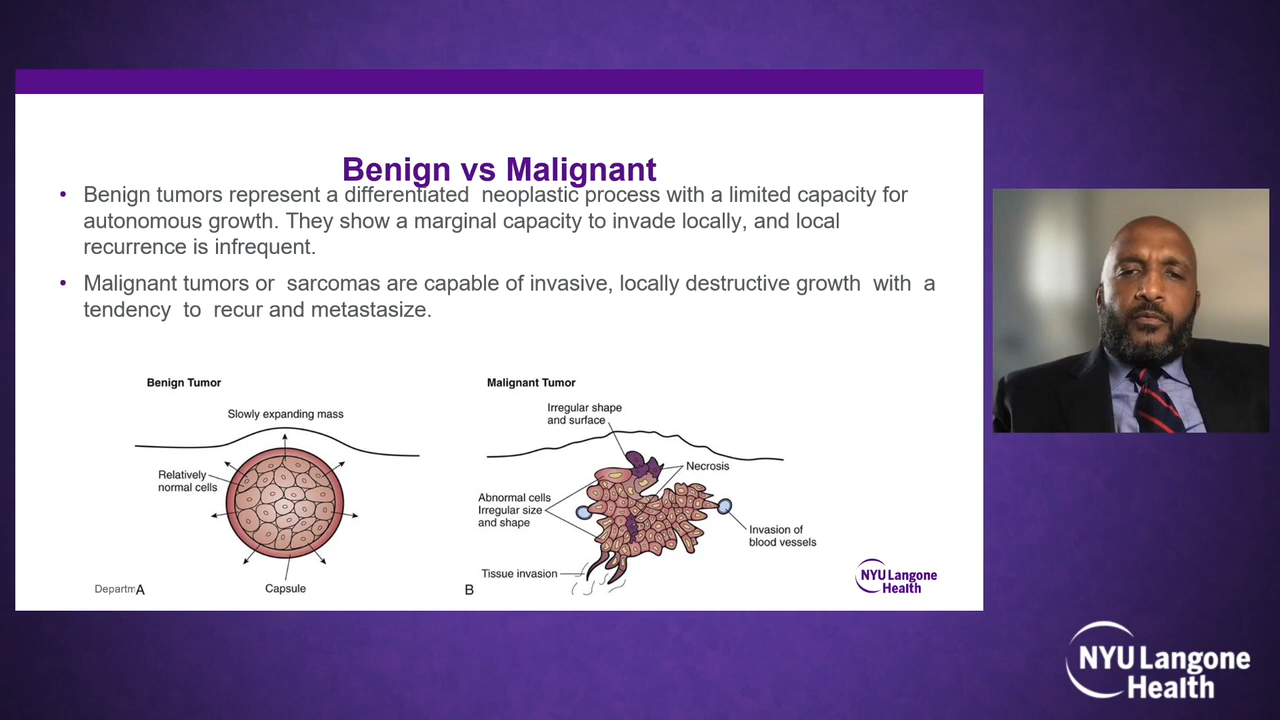 Benign vs Malignant
• Benign tumors represent a differentiated neoplastic process with a limited capacity for
autonomous growth. They show a marginal capacity to invade locally, and local
recurrence is infrequent.
• Malignant tumors or sarcomas are capable of invasive, locally destructive growth with a
tendency to recur and metastasize.
Benign Tumor
Slowly expanding mass
Relatively
normal cells
Capsule
Departm
A
Malignant Tumor
Irregular shape
and surface
Necrosis
Abnormal cells
Irregular size
and shape
Invasion of
blood vessels
Tissue invasion
B
NYU Langone
Health
NYU Langone
Health